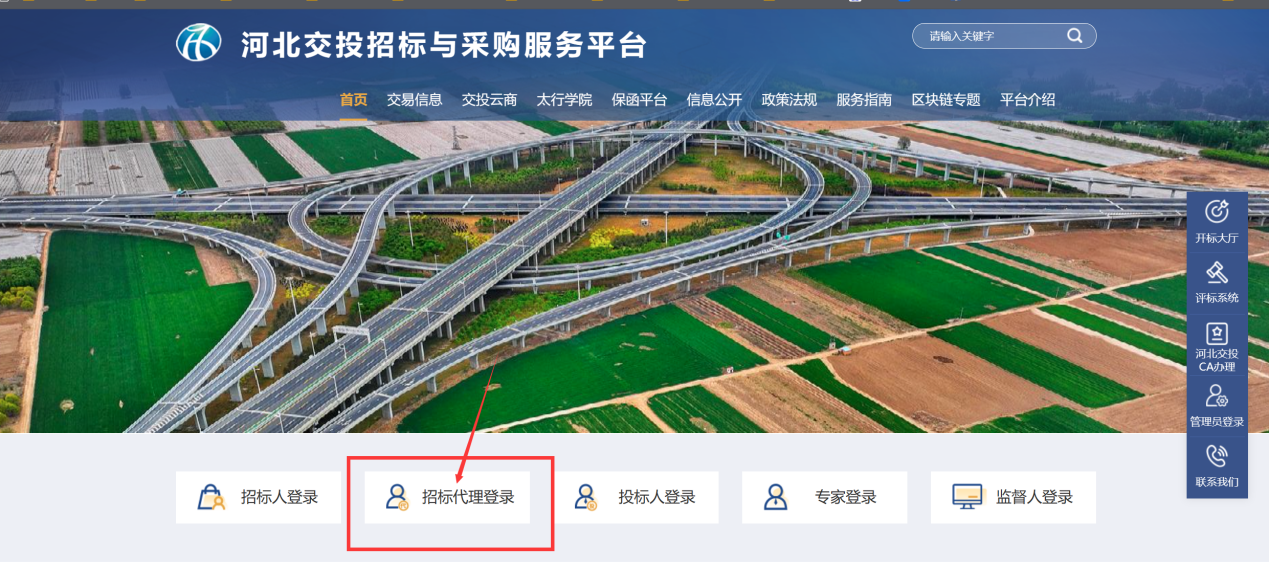 河北交投招标与采购服务平台
请输入关键字
首页 交易信息 交投云商 太行学院 保函平台 信息公开 政策法规 服务指南 区块链专题 平台介绍
开标大厅
评标系统
河北交投
CA办理
管理员登录
联系我们
招标人登录 招标代理登录 投标人登录 专家登录 监督人登录